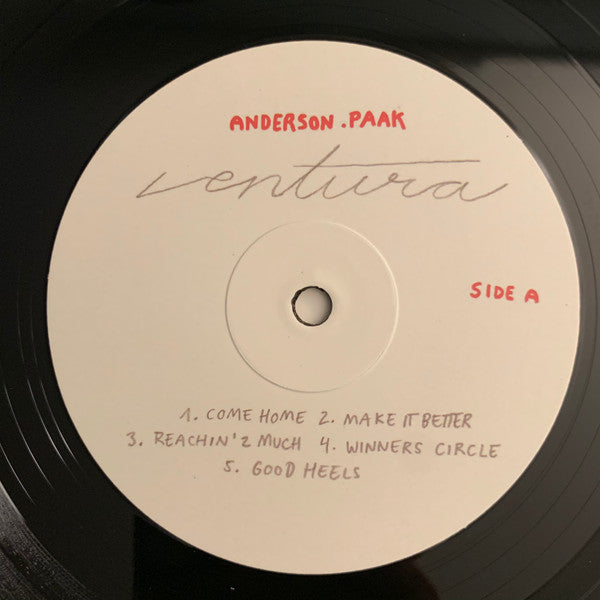 ANDERSON .PAAK
ventura
SIDE A
1. COME HOME 2. MAKE IT BETTER
3. REACHIN'2 MUCH 4. WINNERS CIRCLE
5. GOOD HEELS